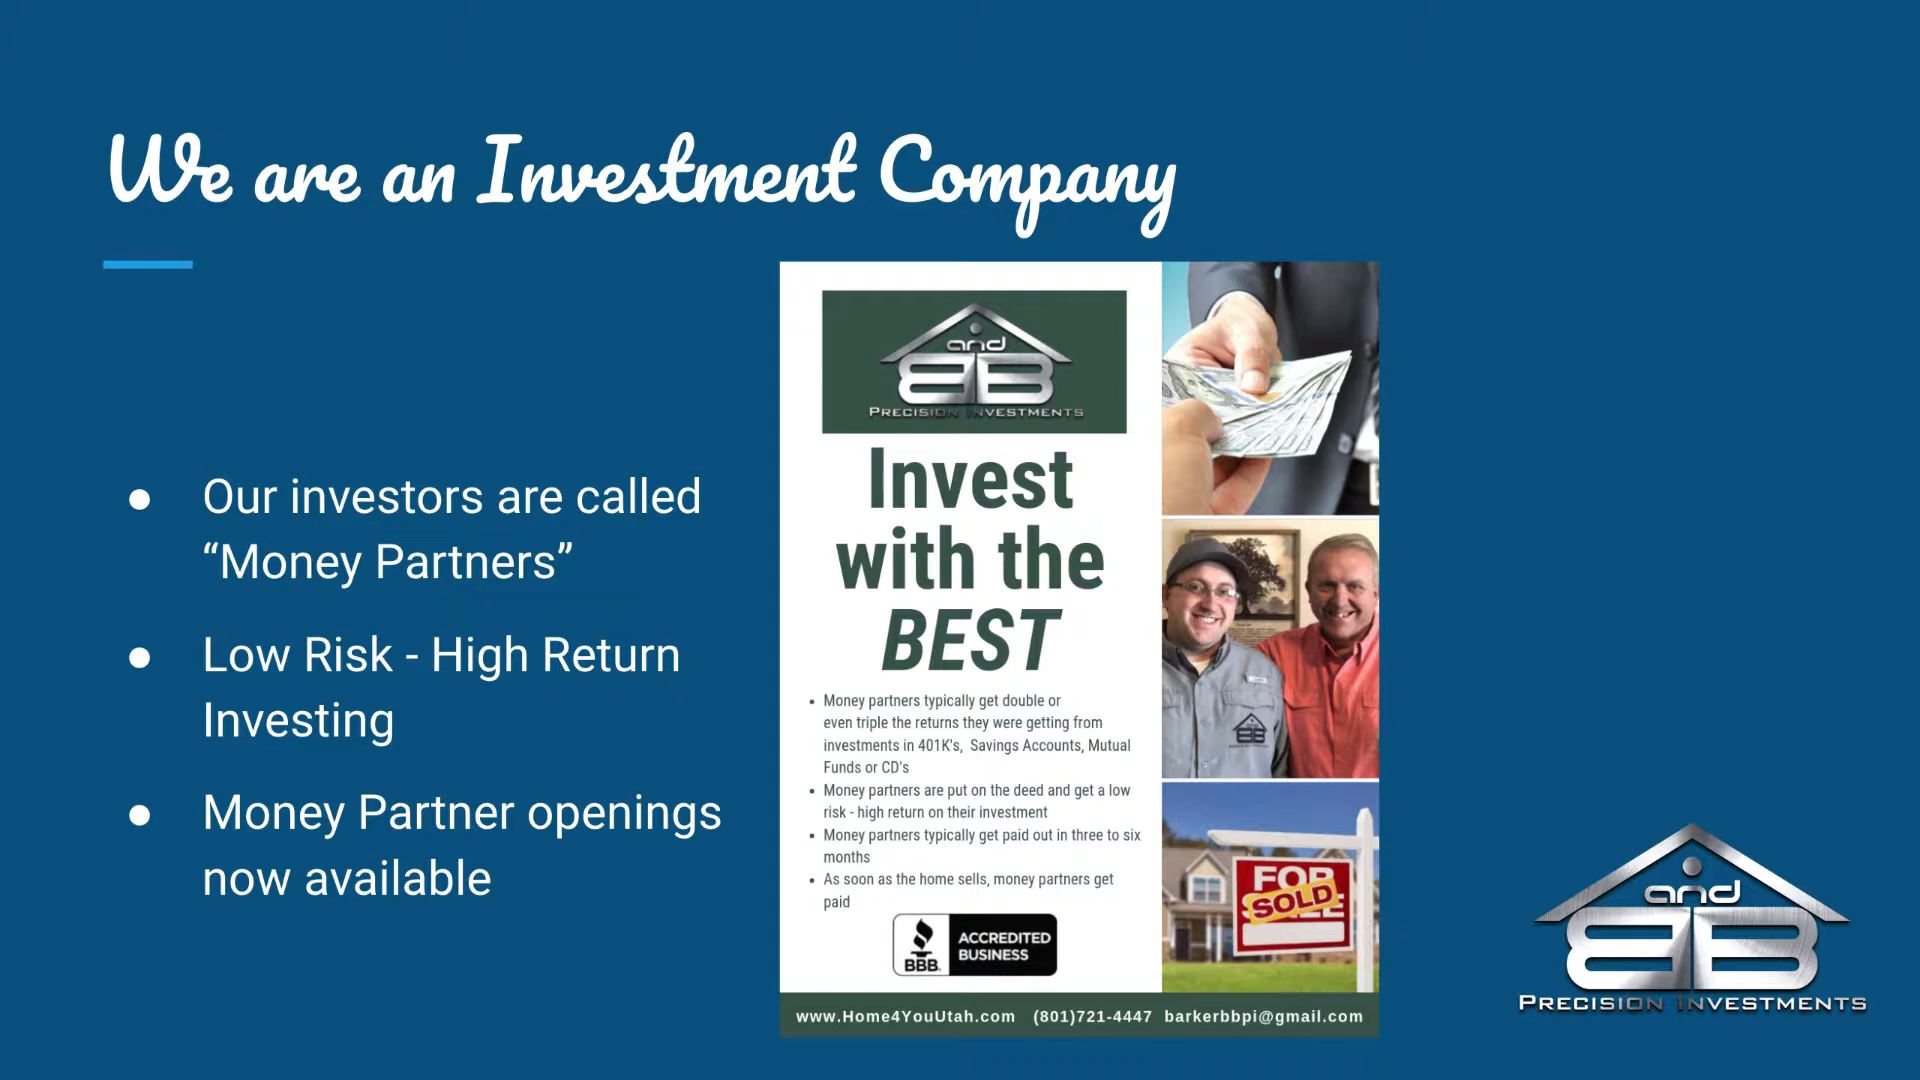 We are an Investment Company
Our investors are called
“Money Partners”
Low Risk - High Return
Investing
Money Partner openings
now available
and
BB
PRECISION INVESTMENTS
Invest
with the
BEST
Money partners typically get double or
even triple the returns they were getting from
investments in 401K's, Savings Accounts, Mutual
Funds or CD's
Money partners are put on the deed and get a low
risk - high return on their investment
Money partners typically get paid out in three to six
months
As soon as the home sells, money partners get
paid
BBB.
ACCREDITED
BUSINESS
FOR
SOLD
SALE
www.Home4YouUtah.com (801)721-4447 barkerbbpi@gmail.com
and
BB
PRECISION INVESTMENTS